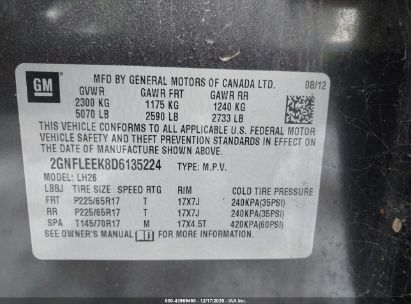 GM
MFD BY GENERAL MOTORS OF CANADA LTD. 08/12
GVWR GAWR FRT GAWR RR
2300 KG 1175 KG 1240 KG
5070 LB 2590 LB 2733 LB
THIS VEHICLE CONFORMS TO ALL APPLICABLE U.S. FEDERAL MOTOR
VEHICLE SAFETY AND THEFT PREVENTION STANDARDS IN EFFECT
ON THE DATE OF MANUFACTURE SHOWN ABOVE.
2GNFLEEK8D6135224 TYPE: M.P.V.
MODEL: LH26
LBBJ TIRE SIZE SPEED RTG RIM COLD TIRE PRESSURE
FRT P225/65R17 T 17X7J 240KPA(35PSI)
RR P225/65R17 T 17X7J 240KPA(35PSI)
SPA T145/70R17 M 17X4.5T 420KPA(60PSI)
SEE OWNER'S MANUAL FOR MORE INFORMATION